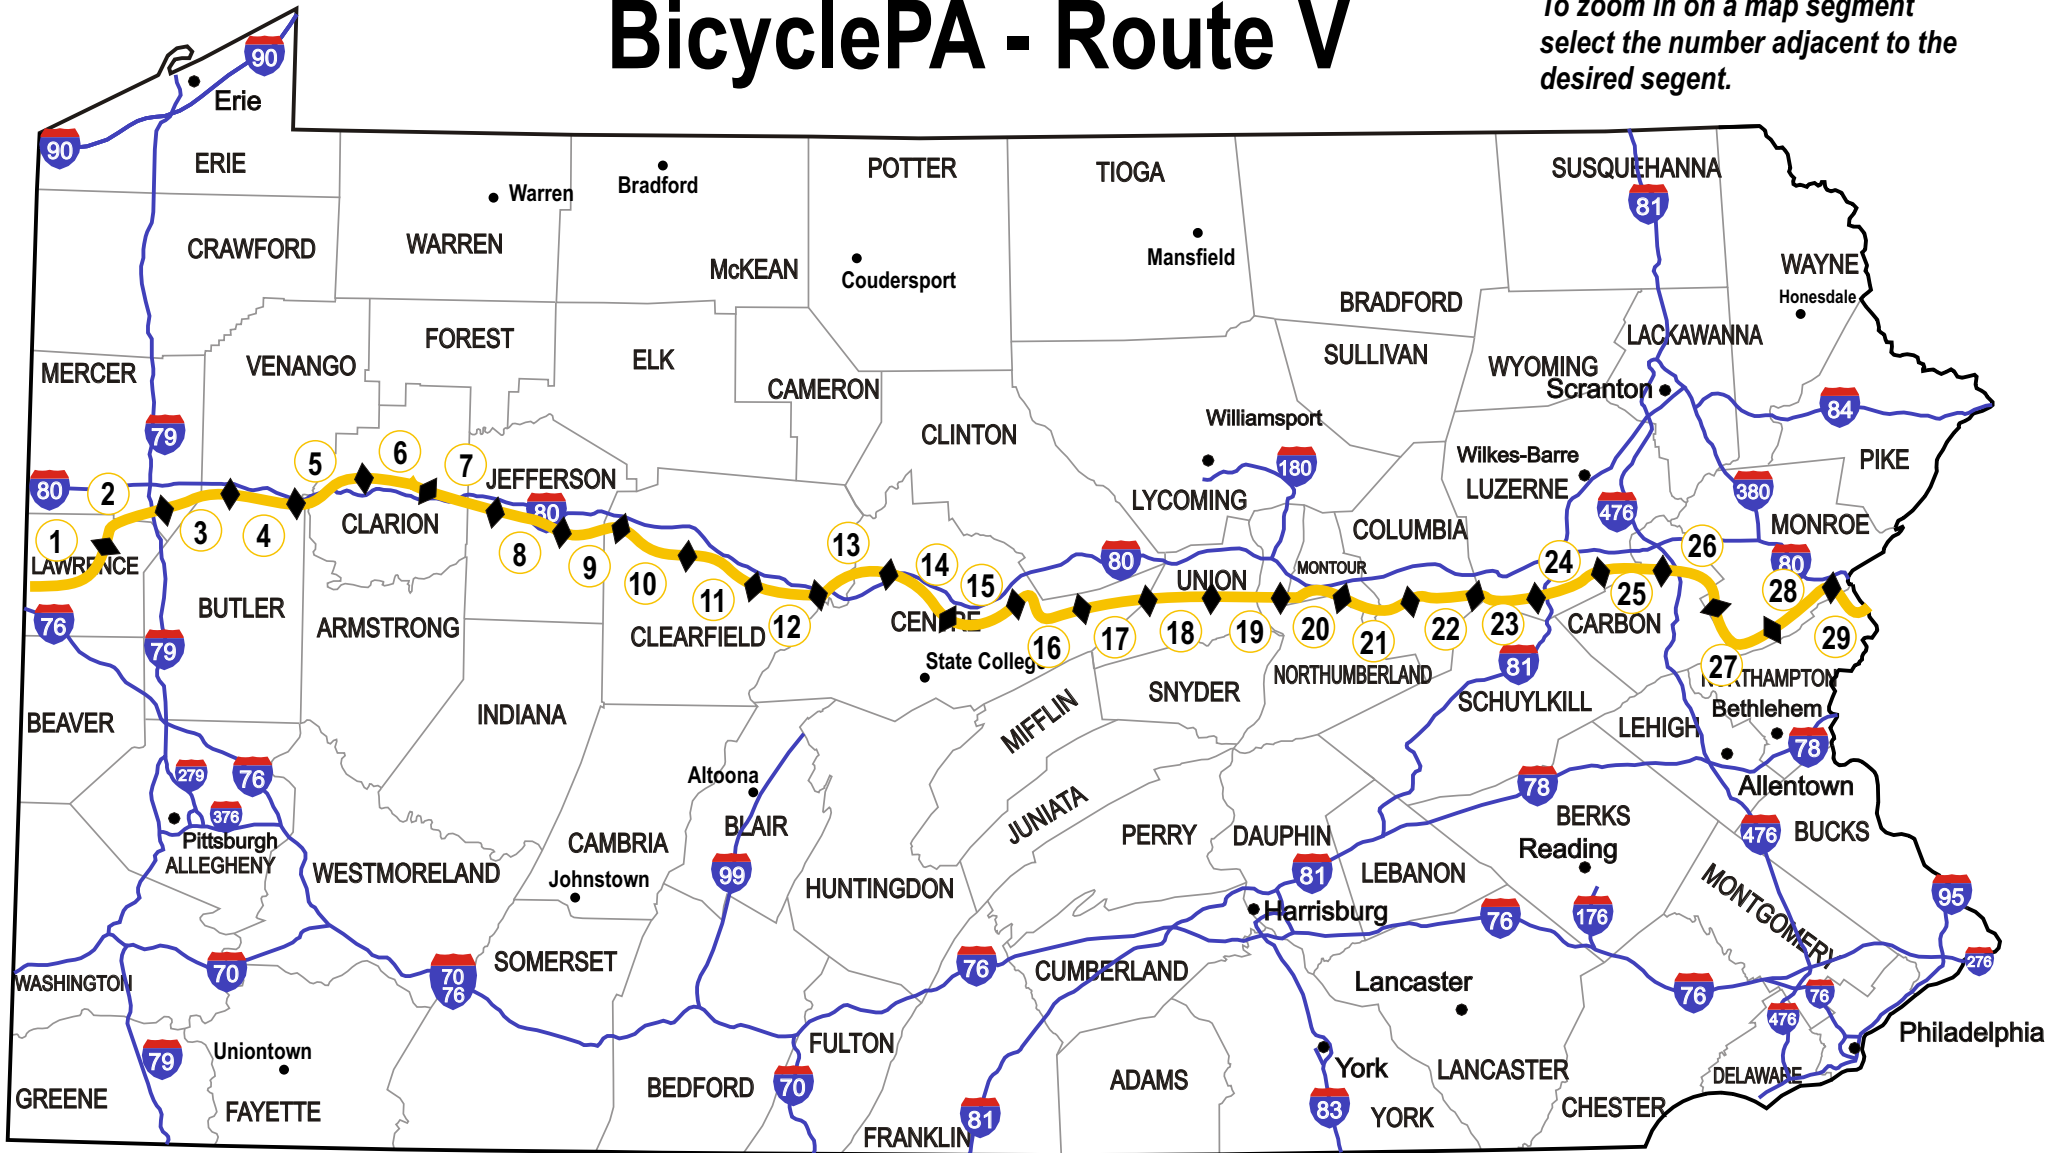 BicyclePA - Route V
To zoom in on a map segment
select the number adjacent to the
desired segent.
90
Erie
90
ERIE
Warren
Bradford
POTTER
TIOGA
SUSQUEHANNA
81
CRAWFORD
WARREN
McKEAN
Coudersport
Mansfield
WAYNE
Honesdale
BRADFORD
MERCER
VENANGO
FOREST
ELK
CAMERON
SULLIVAN
WYOMING
LACKAWANNA
Scranton
84
79
CLINTON
Williamsport
180
Wilkes-Barre
LUZERNE
PIKE
80
2
5
6
7
JEFFERSON
80
LYCOMING
476
380
1
3
4
CLARION
8
9
10
13
14
15
80
COLUMBIA
MONROE
24
26
80
LAWRENCE
BUTLER
11
12
CENTRE
UNION
MONTOUR
25
28
76
79
ARMSTRONG
CLEARFIELD
State College
16
17
18
19
20
21
22
23
CARBON
29
81
27
NORTHAMPTON
BEAVER
INDIANA
MIFFLIN
SNYDER
NORTHUMBERLAND
SCHUYLKILL
LEHIGH
Bethlehem
78
279
76
376
Pittsburgh
ALLEGHENY
Altoona
BLAIR
JUNIATA
PERRY
DAUPHIN
78
BERKS
Allentown
476
BUCKS
Reading
WESTMORELAND
CAMBRIA
Johnstown
99
HUNTINGDON
81
LEBANON
MONTGOMERY
95
Harrisburg
76
176
WASHINGTON
70
70
76
SOMERSET
76
CUMBERLAND
Lancaster
76
76
276
476
Philadelphia
79
Uniontown
FULTON
York
LANCASTER
DELAWARE
GREENE
FAYETTE
BEDFORD
70
ADAMS
83
YORK
CHESTER
FRANKLIN
81